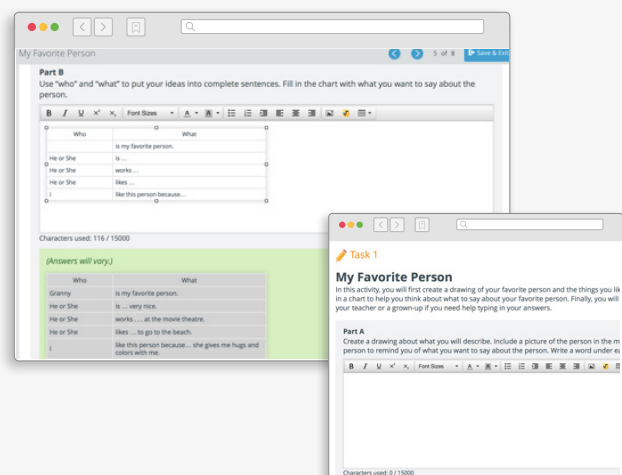 My Favorite Person
5 of 8
Save & Exit
Part B
Use “who” and “what” to put your ideas into complete sentences. Fill in the chart with what you want to say about the
person.
B I U x² x₂ Font Sizes A A
Who What
is my favorite person.
He or She is ...
He or She works ...
He or She likes ...
I like this person because...
Characters used: 116 / 15000
(Answers will vary.)
Who What
Granny is my favorite person.
He or She is ... very nice.
He or She works ... at the movie theatre.
He or She likes ... to go to the beach.
I like this person because... she gives me hugs and
colors with me.
Task 1
My Favorite Person
In this activity, you will first create a drawing of your favorite person and the things you
in a chart to help you think about what to say about your favorite person. Finally, you will
your teacher or a grown-up if you need help typing in your answers.
Part A
Create a drawing about what you will describe. Include a picture of the person in the
person to remind you of what you want to say about the person. Write a word under
B I U x² x₂ Font Sizes A A
Characters used: 0 / 15000